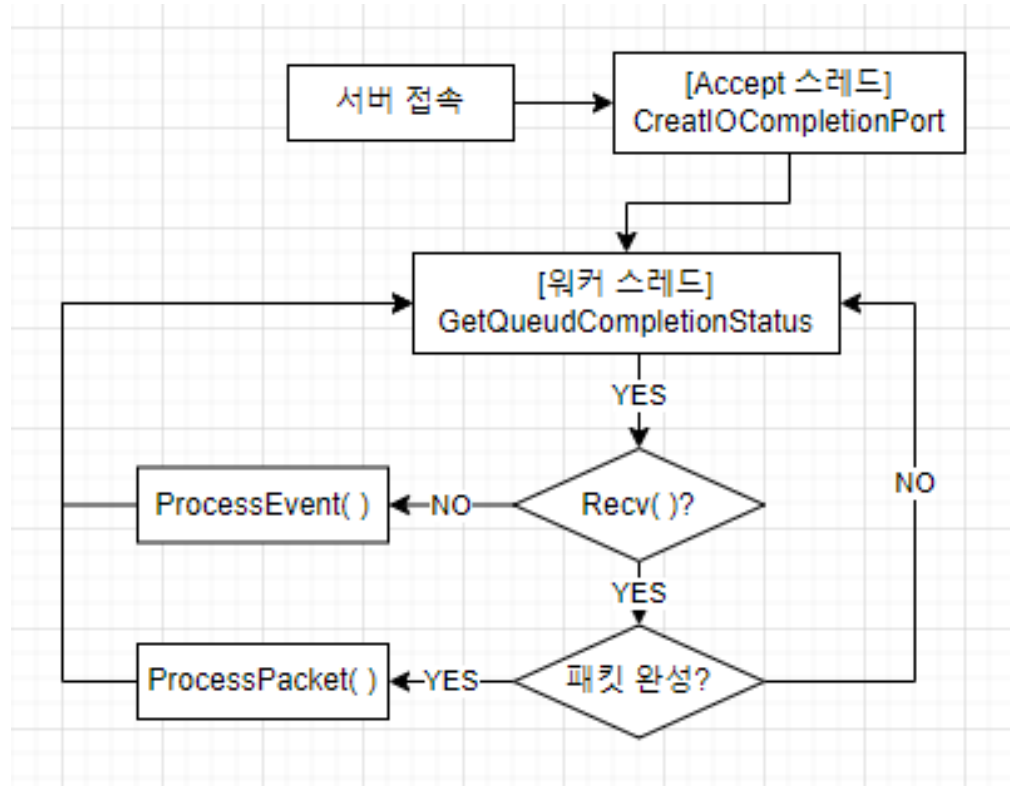 서버 접속
[Accept 스레드]
CreatIOCompletionPort
[워커 스레드]
GetQueudCompletionStatus
YES
ProcessEvent( )
NO
Recv( )?
NO
YES
ProcessPacket( )
YES
패킷 완성?